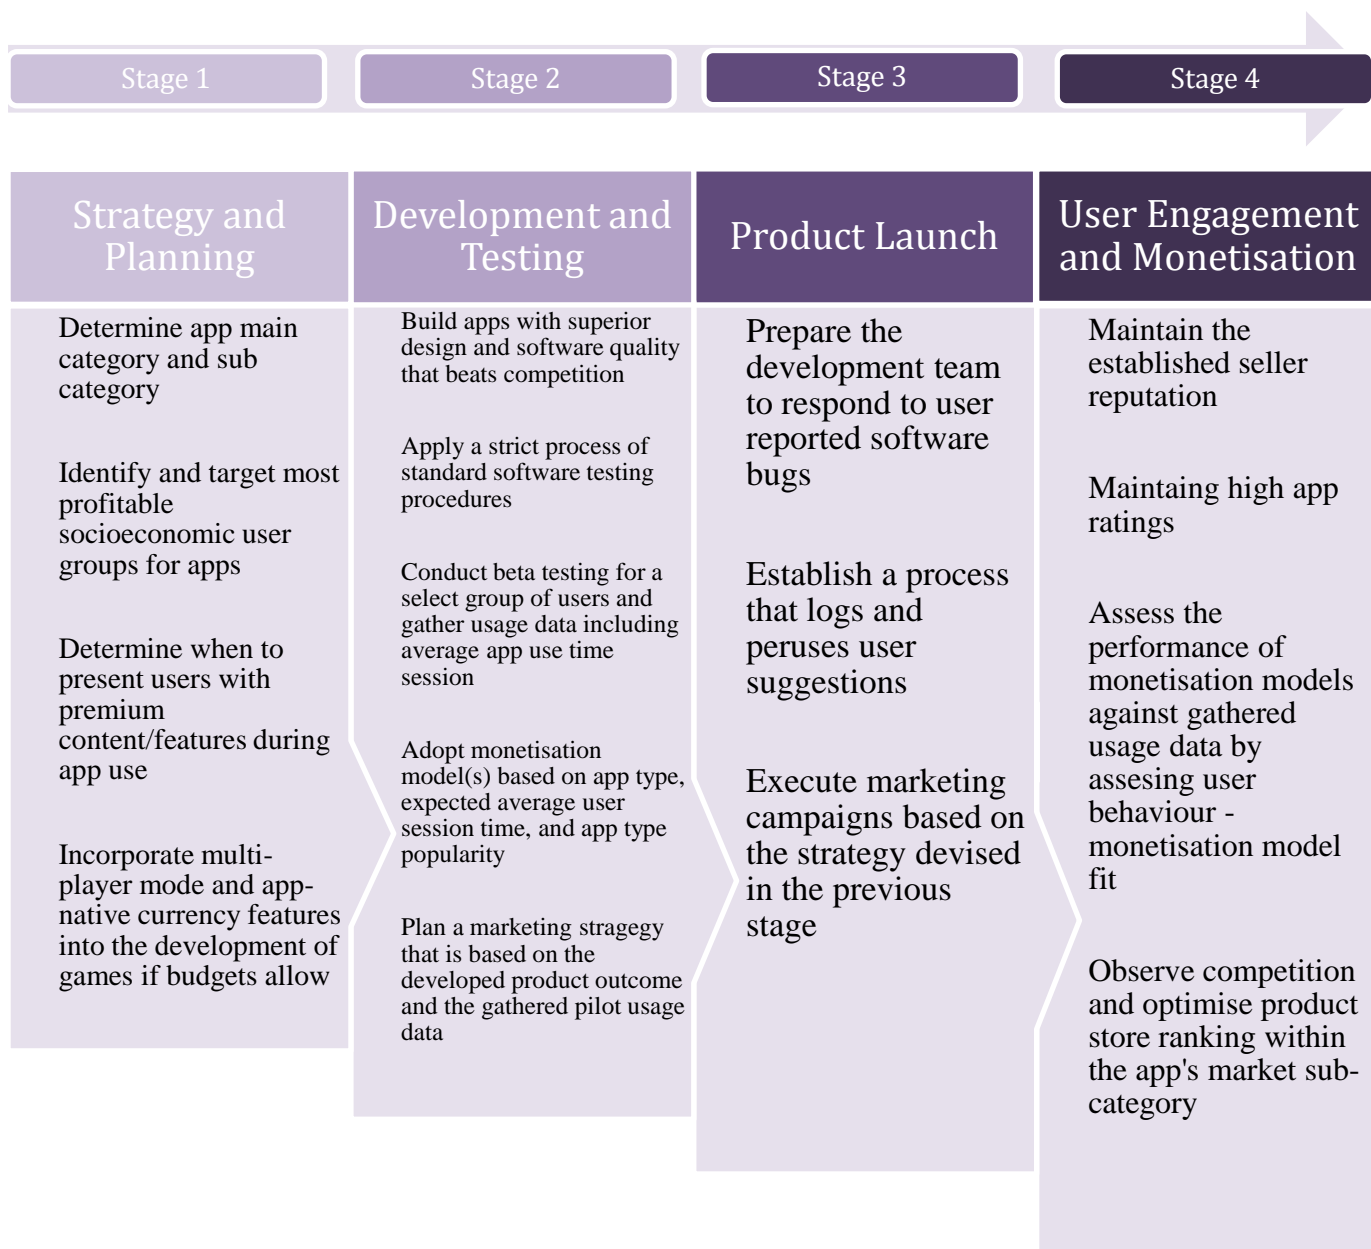 Stage 1
Stage 2
Stage 3
Stage 4
Strategy and
Planning
Determine app main
category and sub
category
Identify and target most
profitable
socioeconomic user
groups for apps
Determine when to
present users with
premium
content/features during
app use
Incorporate multi-
player mode and app-
native currency features
into the development of
games if budgets allow
Development and
Testing
Build apps with superior
design and software quality
that beats competition
Apply a strict process of
standard software testing
procedures
Conduct beta testing for a
select group of users and
gather usage data including
average app use time
session
Adopt monetisation
model(s) based on app type,
expected average user
session time, and app type
popularity
Plan a marketing stragegy
that is based on the
developed product outcome
and the gathered pilot usage
data
Product Launch
Prepare the
development team
to respond to user
reported software
bugs
Establish a process
that logs and
peruses user
suggestions
Execute marketing
campaigns based on
the strategy devised
in the previous
stage
User Engagement
and Monetisation
Maintain the
established seller
reputation
Maintaing high app
ratings
Assess the
performance of
monetisation models
against gathered
usage data by
assesing user
behaviour -
monetisation model
fit
Observe competition
and optimise product
store ranking within
the app's market sub-
category